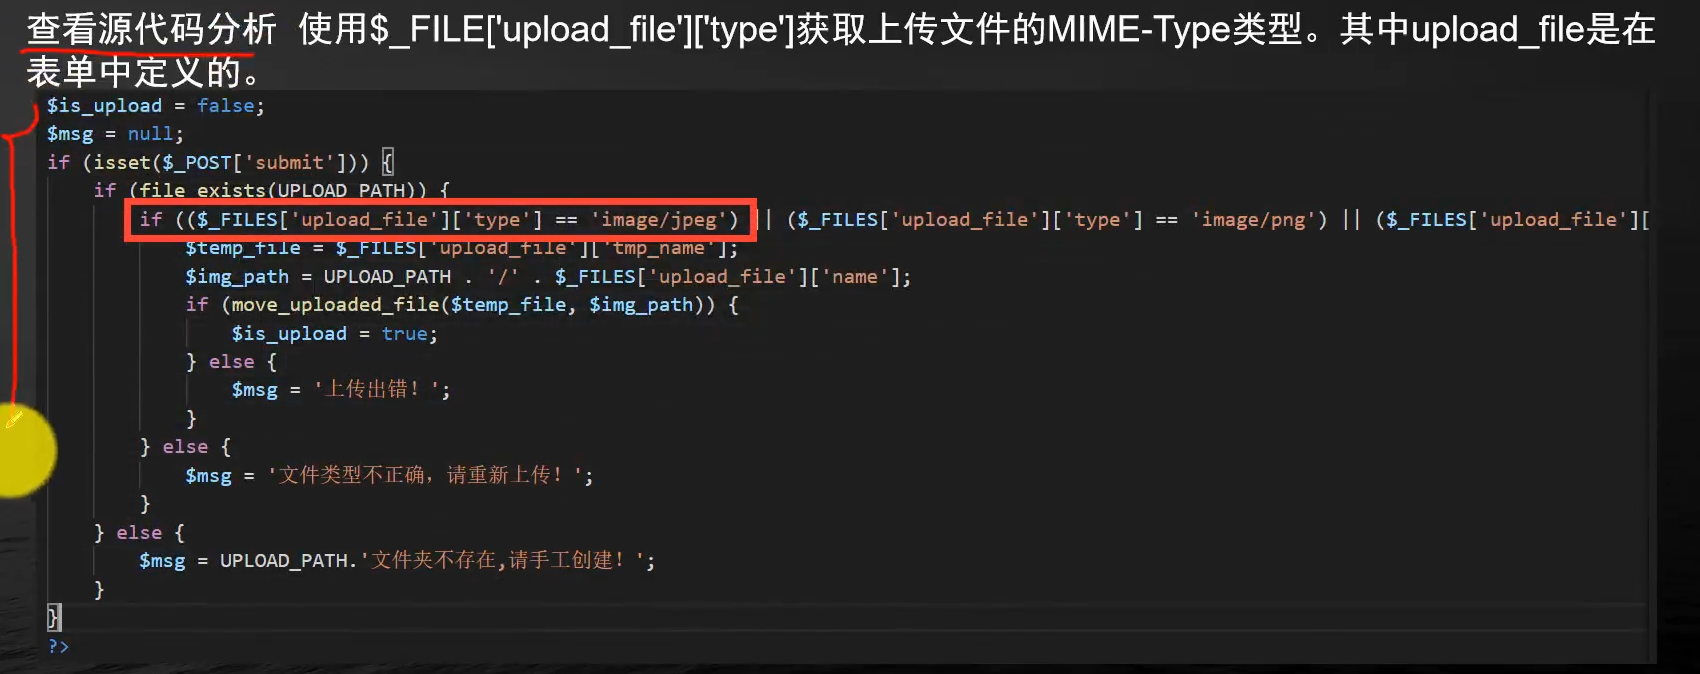 查看源代码分析 使用$_FILE['upload_file']['type']获取上传文件的MIME-Type类型。其中upload_file是在
表单中定义的。
$is_upload = false;
$msg = null;
if (isset($_POST['submit'])) {
if (file_exists(UPLOAD_PATH)) {
if (($_FILES['upload_file']['type'] == 'image/jpeg') || ($_FILES['upload_file']['type'] == 'image/png') || ($_FILES['upload_file'][
$temp_file = $_FILES['upload_file']['tmp_name'];
$img_path = UPLOAD_PATH . '/' . $_FILES['upload_file']['name'];
if (move_uploaded_file($temp_file, $img_path)) {
$is_upload = true;
} else {
$msg = '上传出错！';
}
} else {
$msg = '文件类型不正确，请重新上传！';
}
} else {
$msg = UPLOAD_PATH.'文件夹不存在,请手工创建！';
}
}
?>